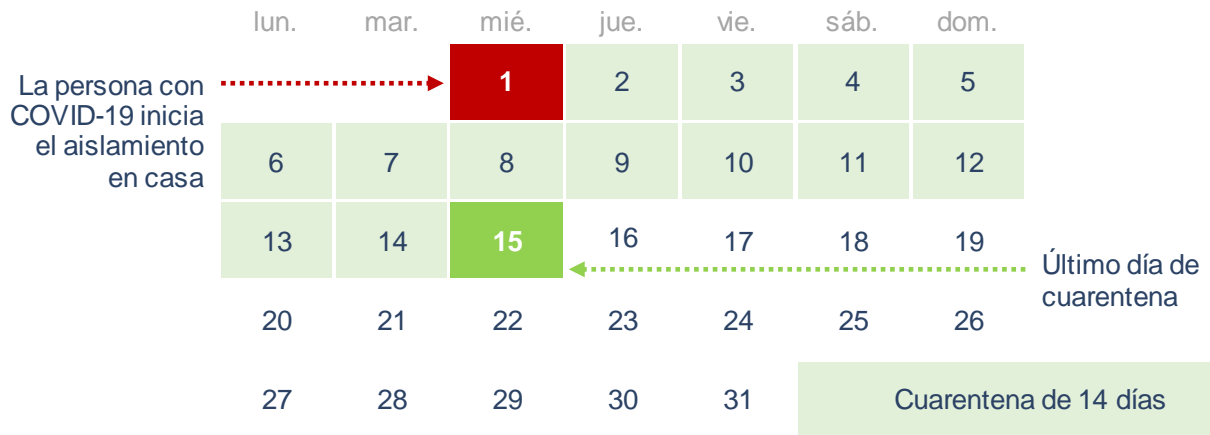 lun. mar. mié. jue. vie. sáb. dom.
La persona con
COVID-19 inicia
el aislamiento
en casa
1 2 3 4 5
6 7 8 9 10 11 12
13 14 15 16 17 18 19
Último día de
cuarentena
20 21 22 23 24 25 26
27 28 29 30 31
Cuarentena de 14 días